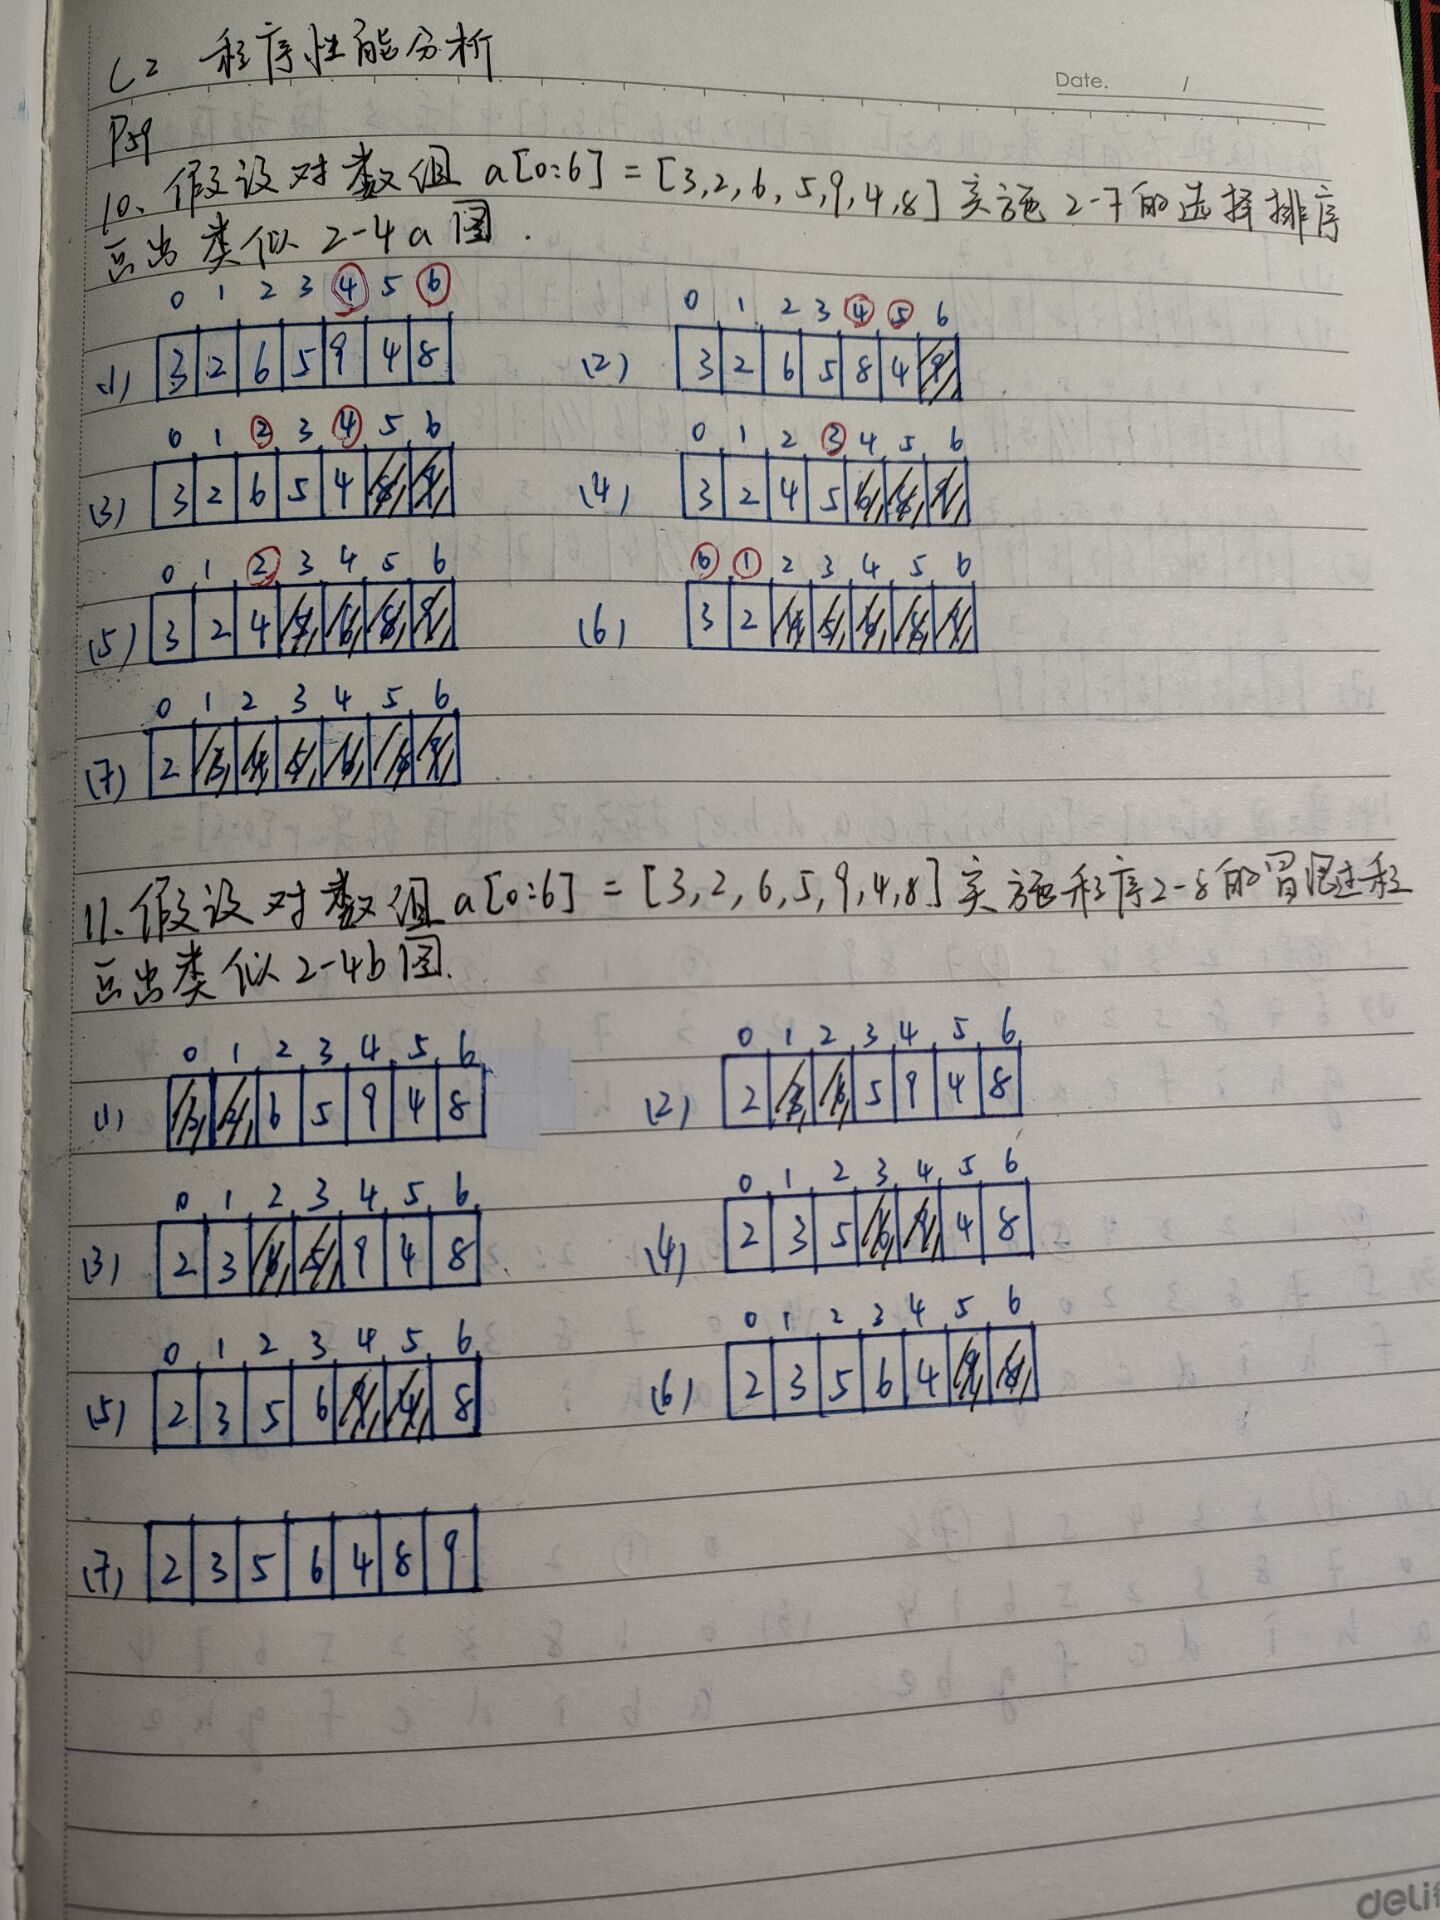 C2 程序性能分析
Date. /
P59
10、假设对数组 a[0:6] = [3,2,6,5,9,4,8] 实施2-7的选择排序
画出类似2-4a图.
0 1 2 3 4 5 6
0 1 2 3 4 5 6
(1) 3 2 6 5 9 4 8
(2) 3 2 6 5 8 4 9
0 1 2 3 4 5 6
0 1 2 3 4 5 6
(3) 3 2 6 5 4 8 9
(4) 3 2 4 5 6 8 9
0 1 2 3 4 5 6
0 1 2 3 4 5 6
(5) 3 2 4 5 6 8 9
(6) 3 2 4 5 6 8 9
0 1 2 3 4 5 6
(7) 2 3 4 5 6 8 9
11、假设对数组a[0:6] = [3,2,6,5,9,4,8]实施程序2-8的冒泡过程
画出类似2-4b图.
0 1 2 3 4 5 6
0 1 2 3 4 5 6
(1) 3 2 6 5 9 4 8
(2) 2 3 6 5 9 4 8
0 1 2 3 4 5 6
0 1 2 3 4 5 6
(3) 2 3 6 5 9 4 8
(4) 2 3 5 6 9 4 8
0 1 2 3 4 5 6
0 1 2 3 4 5 6
(5) 2 3 5 6 9 4 8
(6) 2 3 5 6 4 9 8
(7) 2 3 5 6 4 8 9
deli